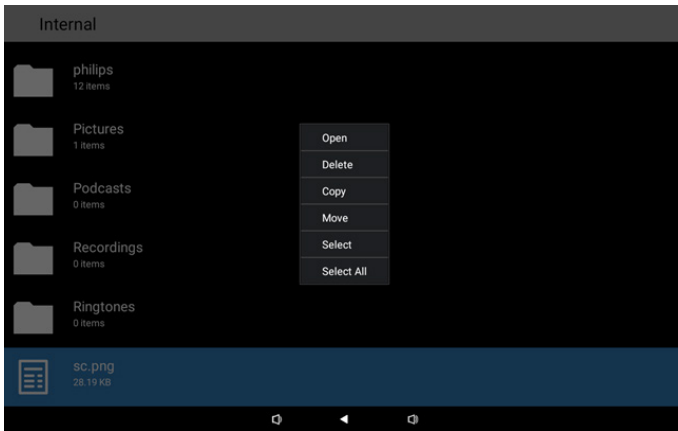 Internal
philips
12 items
Pictures
1 items
Podcasts
0 items
Recordings
0 items
Ringtones
0 items
sc.png
28.19 KB
Open
Delete
Copy
Move
Select
Select All